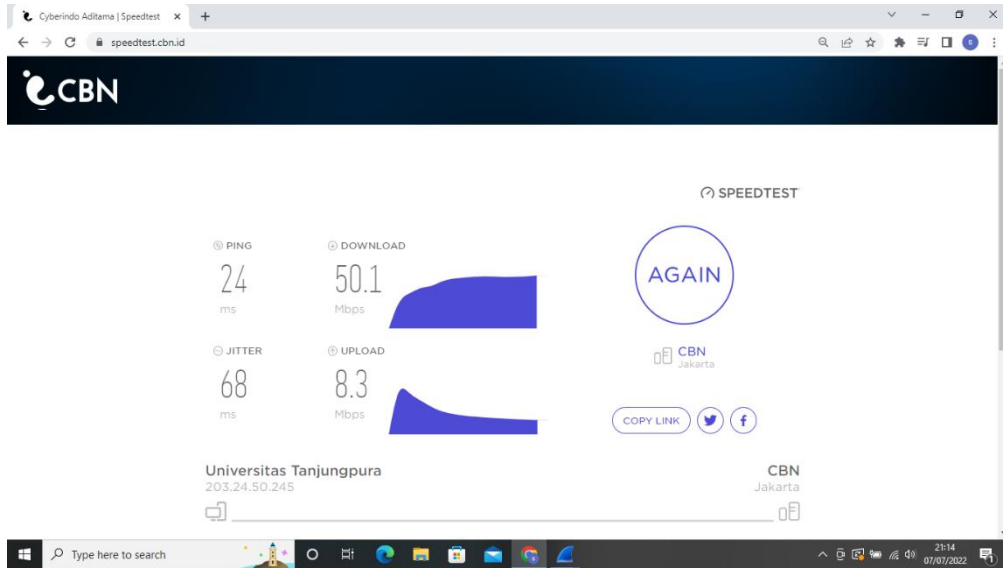 Cyberindo Aditama | Speedtest
speedtest.cbn.id
CBN
SPEEDTEST
PING
DOWNLOAD
24
50.1
ms
Mbps
AGAIN
JITTER
UPLOAD
CBN
Jakarta
68
8.3
ms
Mbps
COPY LINK
Universitas Tanjungpura
CBN
203.24.50.245
Jakarta
Type here to search
21:14
07/07/2022